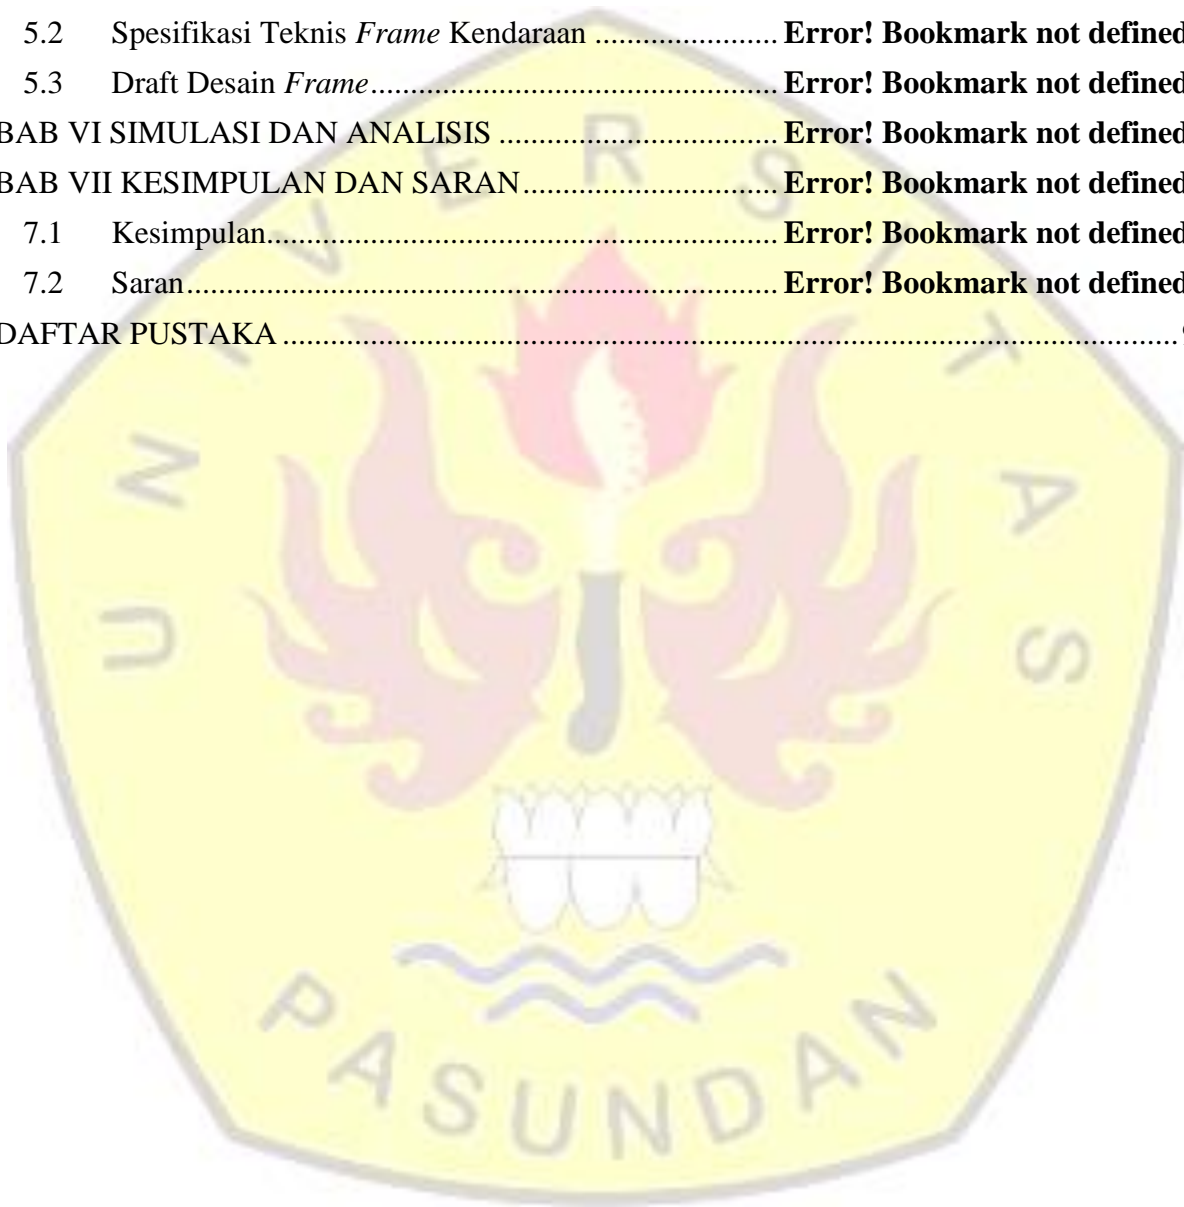 5.2 Spesifikasi Teknis Frame Kendaraan ....................... Error! Bookmark not defined
5.3 Draft Desain Frame................................................... Error! Bookmark not defined
BAB VI SIMULASI DAN ANALISIS ................................... Error! Bookmark not defined
BAB VII KESIMPULAN DAN SARAN................................ Error! Bookmark not defined
7.1 Kesimpulan................................................................ Error! Bookmark not defined
7.2 Saran.......................................................................... Error! Bookmark not defined
DAFTAR PUSTAKA ................................................................................................................
UNIVERSITAS
PASUNDAN